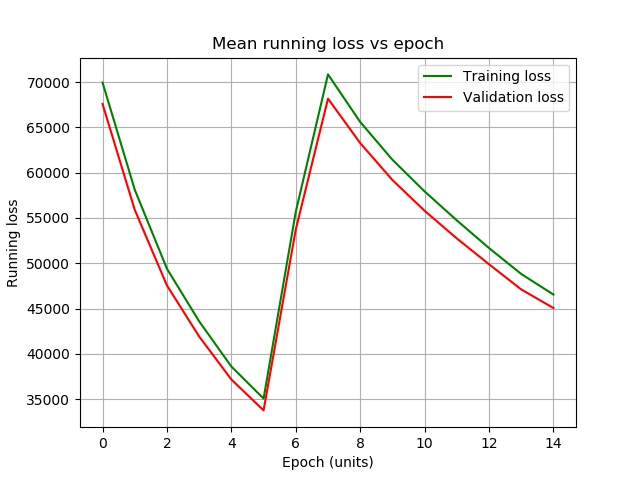 Mean running loss vs epoch
Training loss
Validation loss
70000
65000
60000
55000
50000
45000
40000
35000
Running loss
0 2 4 6 8 10 12 14
Epoch (units)